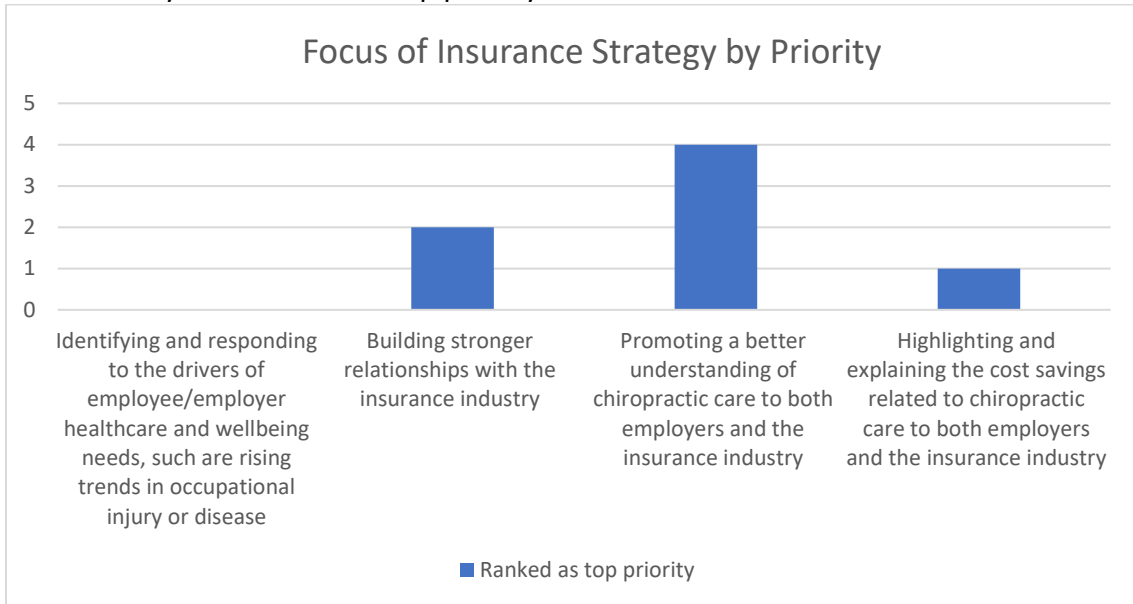 Focus of Insurance Strategy by Priority
5
4
3
2
1
0
Identifying and responding
to the drivers of
employee/employer
healthcare and wellbeing
needs, such are rising
trends in occupational
injury or disease
Building stronger
relationships with the
insurance industry
Promoting a better
understanding of
chiropractic care to both
employers and the
insurance industry
Highlighting and
explaining the cost savings
related to chiropractic
care to both employers
and the insurance industry
Ranked as top priority